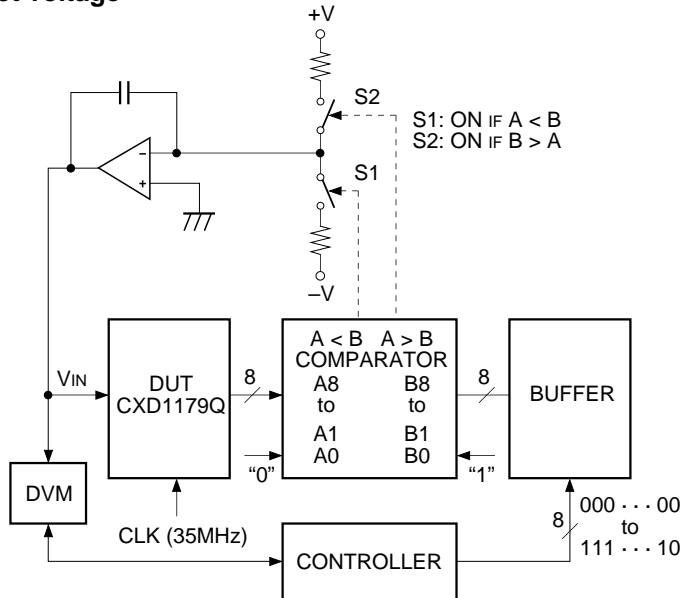 +V
S2
S1: ON IF A < B
S2: ON IF B > A
–
+
S1
–V
A < B A > B
COMPARATOR
VIN
DUT
CXD1179Q
8
A8
to
A1
A0
B8
to
B1
B0
8
BUFFER
"0"
"1"
DVM
CLK (35MHz)
CONTROLLER
8
000 · · · 00
to
111 · · · 10